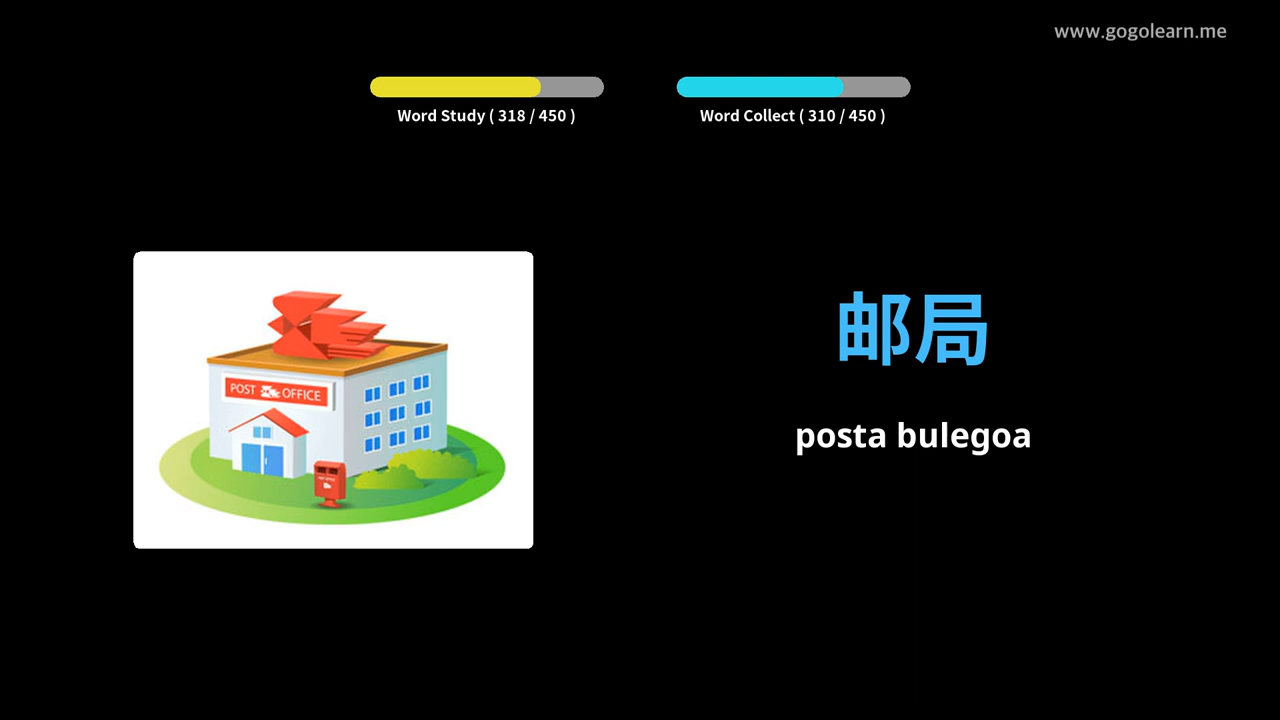 www.gogolearn.me
Word Study ( 318 / 450 )
Word Collect ( 310 / 450 )
POST OFFICE
邮局
posta bulegoa